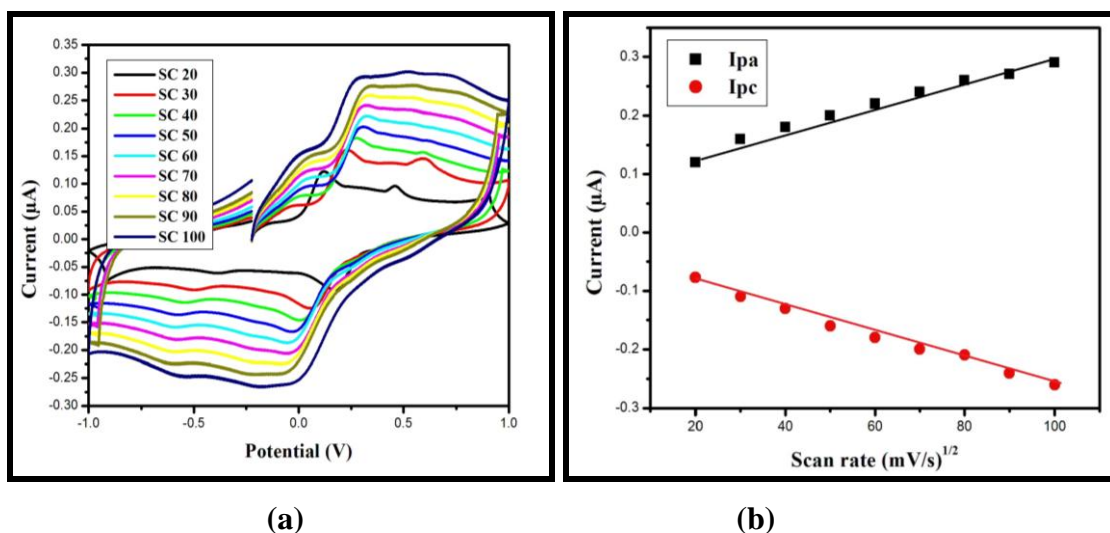 0.35
0.30
0.25
0.20
0.15
0.10
0.05
0.00
-0.05
-0.10
-0.15
-0.20
-0.25
-0.30
Current (µA)
SC 20
SC 30
SC 40
SC 50
SC 60
SC 70
SC 80
SC 90
SC 100
-1.0 -0.5 0.0 0.5 1.0
Potential (V)
(a)
0.3
0.2
0.1
0.0
-0.1
-0.2
-0.3
Current (µA)
Ipa
Ipc
20 40 60 80 100
Scan rate (mV/s)1/2
(b)